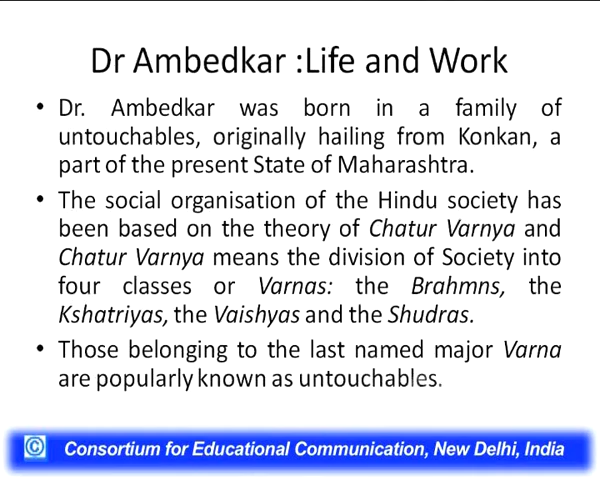 Dr Ambedkar :Life and Work
• Dr. Ambedkar was born in a family of
untouchables, originally hailing from Konkan, a
part of the present State of Maharashtra.
• The social organisation of the Hindu society has
been based on the theory of Chatur Varnya and
Chatur Varnya means the division of Society into
four classes or Varnas: the Brahmns, the
Kshatriyas, the Vaishyas and the Shudras.
• Those belonging to the last named major Varna
are popularly known as untouchables.
© Consortium for Educational Communication, New Delhi, India